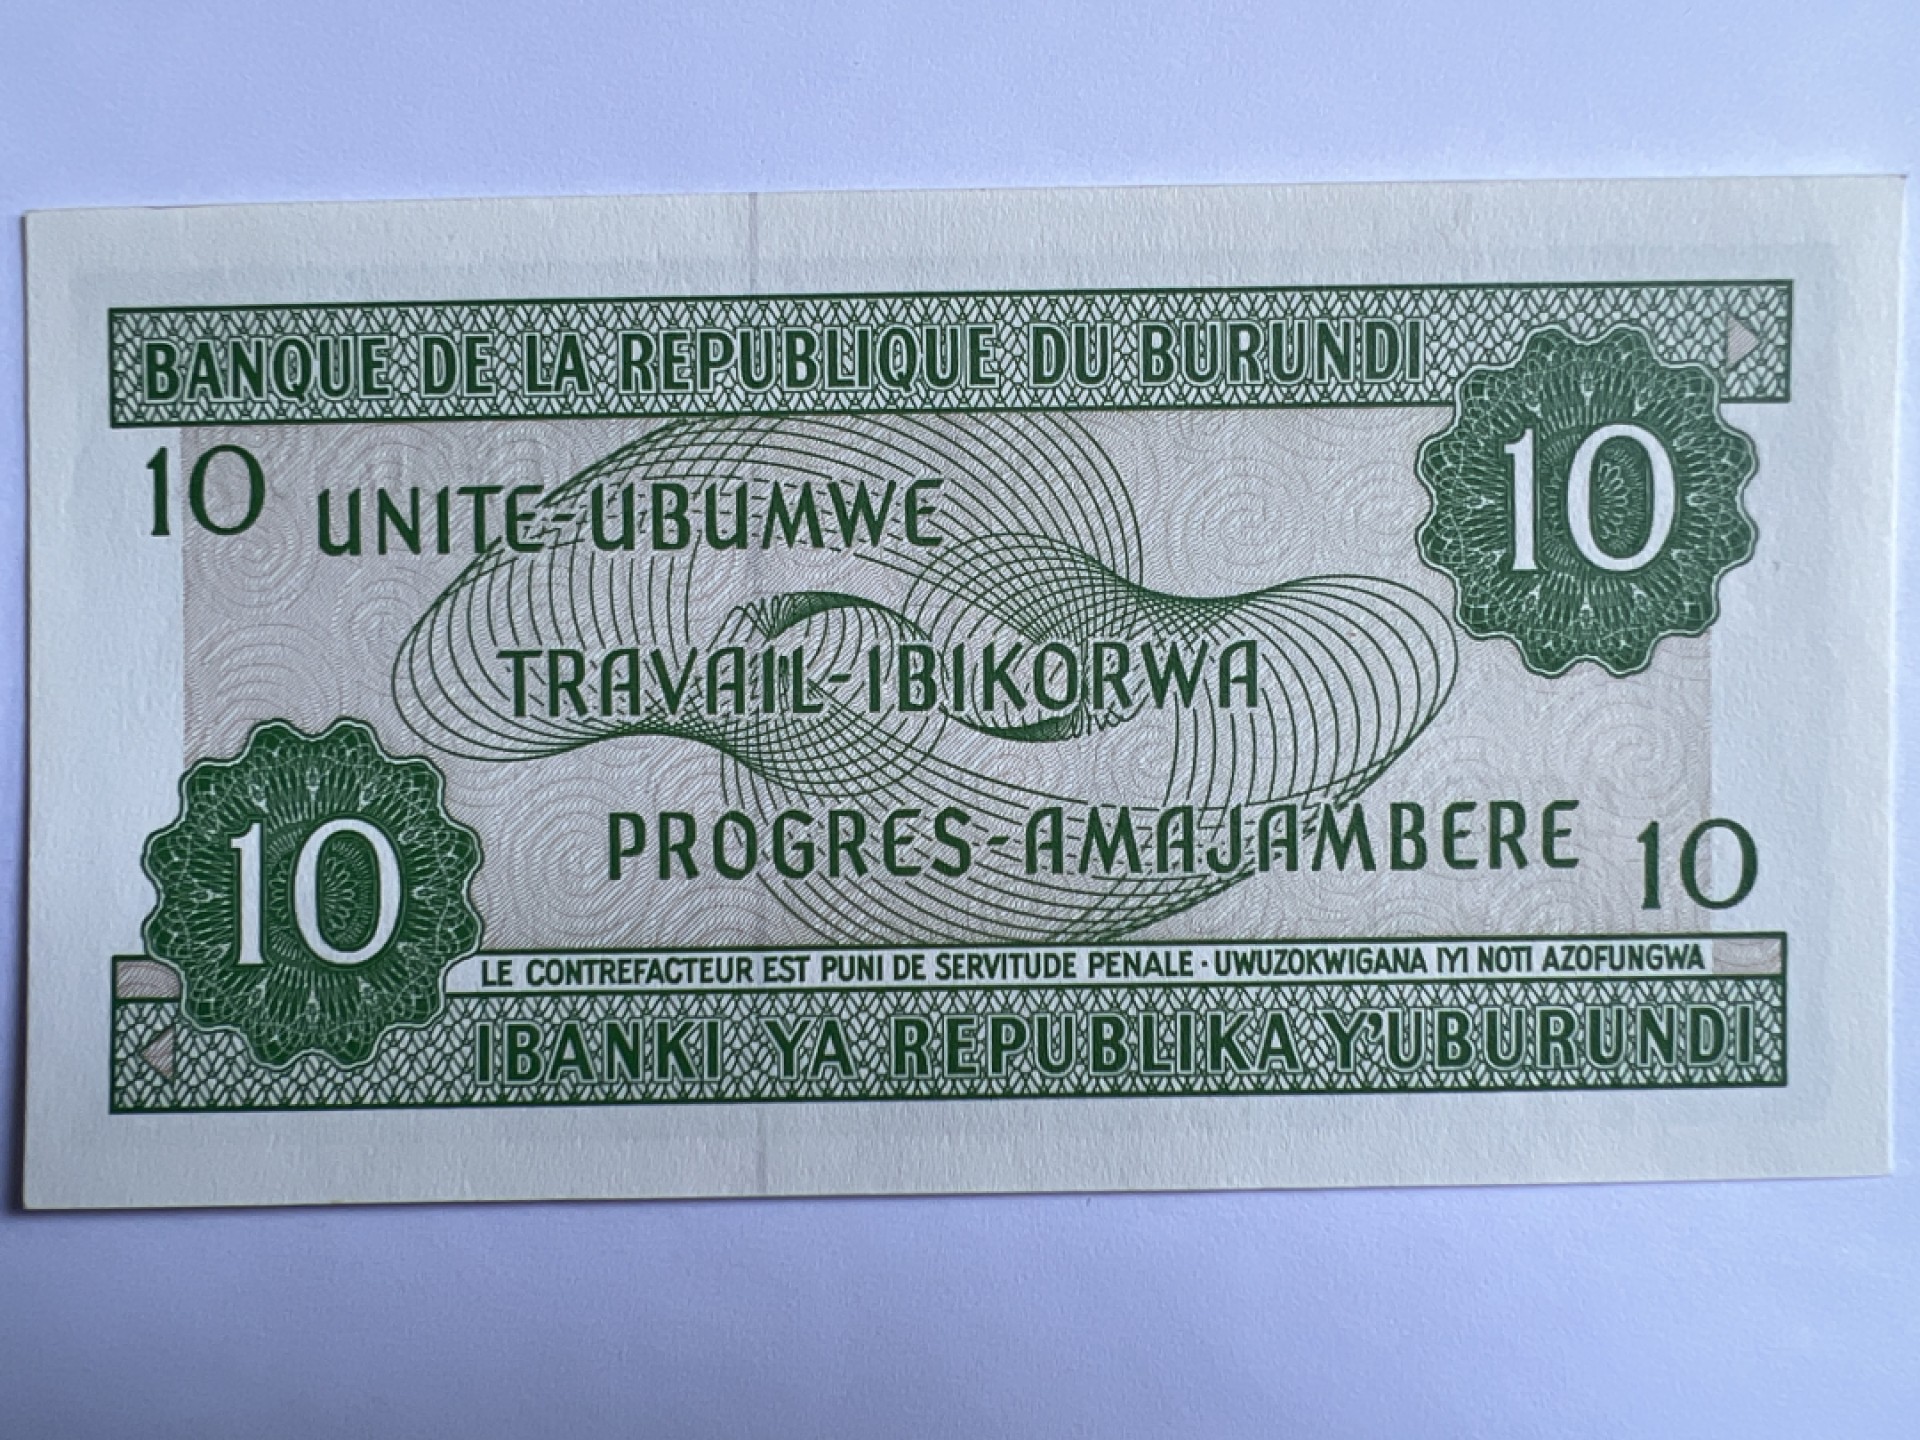 BANQUE DE LA REPUBLIQUE DU BURUNDI
10
10
UNITE-UBUMWE
TRAVAIL-IBIKORWA
PROGRES-AMAJAMBERE
10
10
LE CONTREFACTEUR EST PUNI DE SERVITUDE PENALE · UWUZOKWIGANA IYI NOTI AZOFUNGWA
IBANKI YA REPUBLIKA Y'UBURUNDI